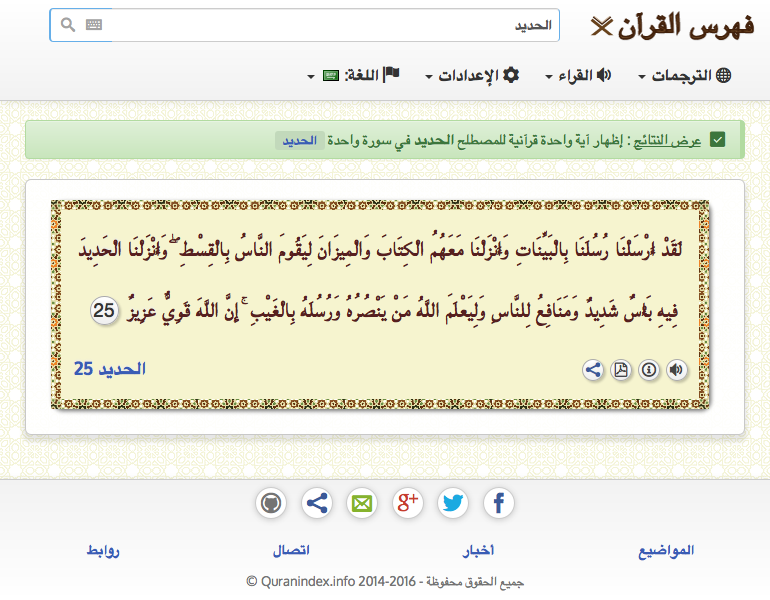 فهرس القرآن
الحديد
الترجمات
القراء
الإعدادات
اللغة:
عرض النتائج : إظهار آية واحدة قرآنية للمصطلح الحديد في سورة واحدة الحديد
لَقَدْ أَرْسَلْنَا رُسُلَنَا بِالْبَيِّنَاتِ وَأَنْزَلْنَا مَعَهُمُ الْكِتَابَ وَالْمِيزَانَ لِيَقُومَ النَّاسُ بِالْقِسْطِ ۖ وَأَنْزَلْنَا الْحَدِيدَ
فِيهِ بَأْسٌ شَدِيدٌ وَمَنَافِعُ لِلنَّاسِ وَلِيَعْلَمَ اللَّهُ مَنْ يَنْصُرُهُ وَرُسُلَهُ بِالْغَيْبِ ۚ إِنَّ اللَّهَ قَوِيٌّ عَزِيزٌ 25
الحديد 25
المواضيع
أخبار
اتصال
روابط
جميع الحقوق محفوظة - Quranindex.info 2014-2016 ©